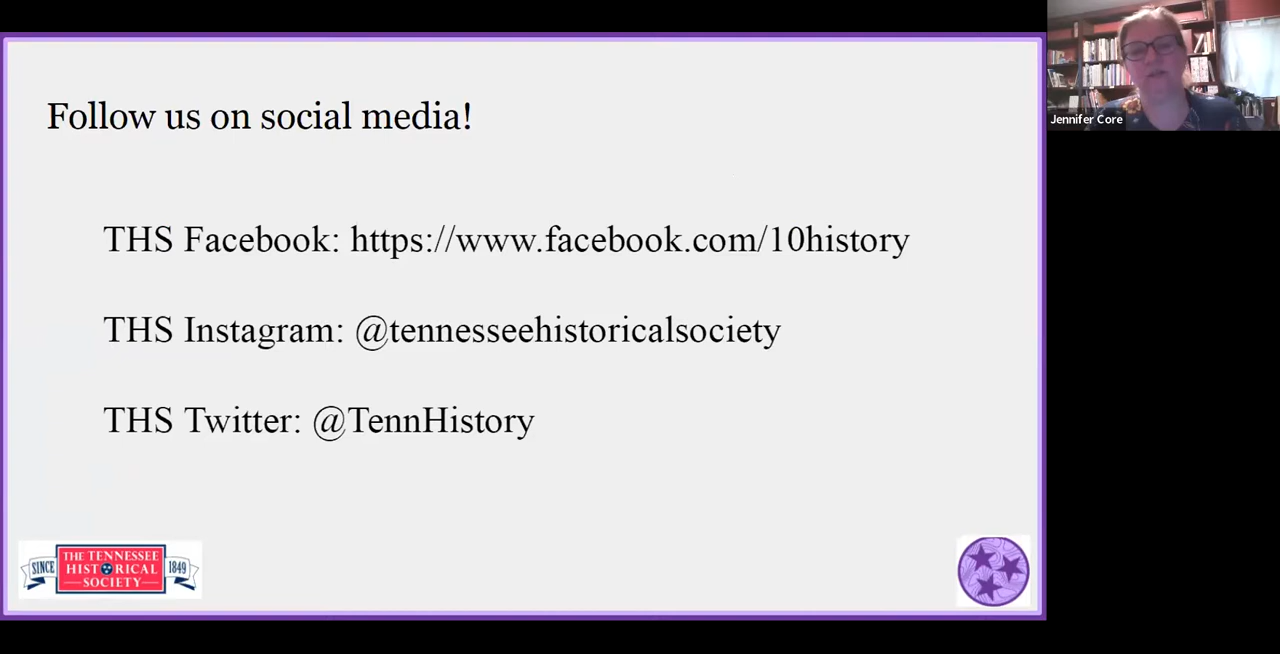 Follow us on social media!
THS Facebook: https://www.facebook.com/10history
THS Instagram: @tennesseehistoricalsociety
THS Twitter: @TennHistory
SINCE
THE TENNESSEE
HISTORICAL
SOCIETY
1849
Jennifer Core